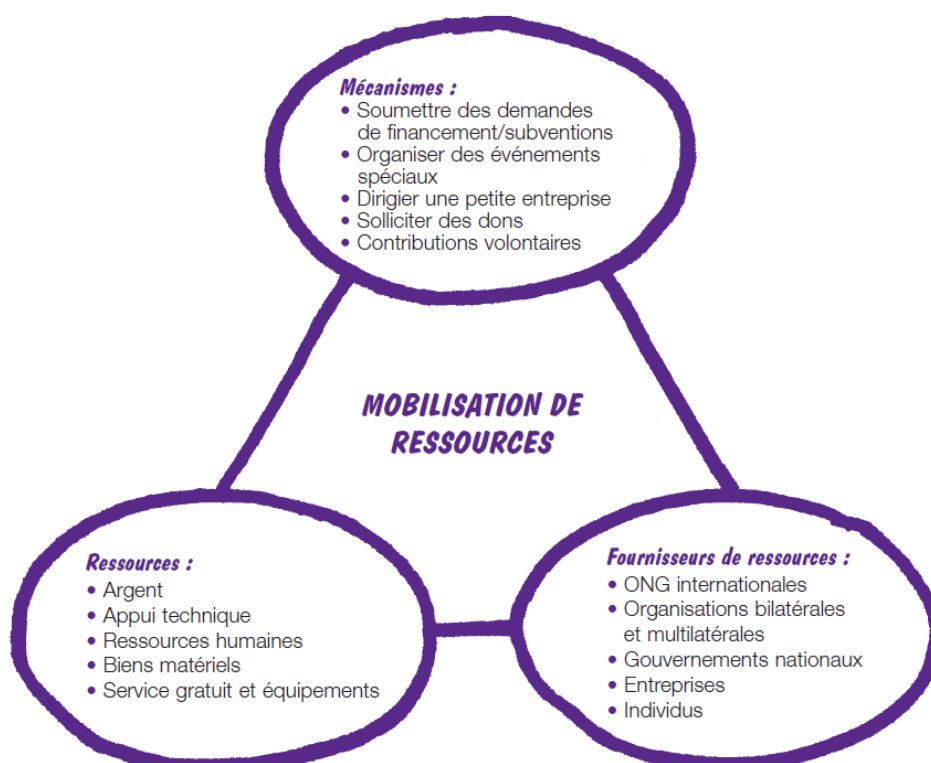 Mécanismes :
• Soumettre des demandes
de financement/subventions
• Organiser des événements
spéciaux
• Dirigier une petite entreprise
• Solliciter des dons
• Contributions volontaires
MOBILISATION DE
RESSOURCES
Ressources :
• Argent
• Appui technique
• Ressources humaines
• Biens matériels
• Service gratuit et équipements
Fournisseurs de ressources :
• ONG internationales
• Organisations bilatérales
et multilatérales
• Gouvernements nationaux
• Entreprises
• Individus